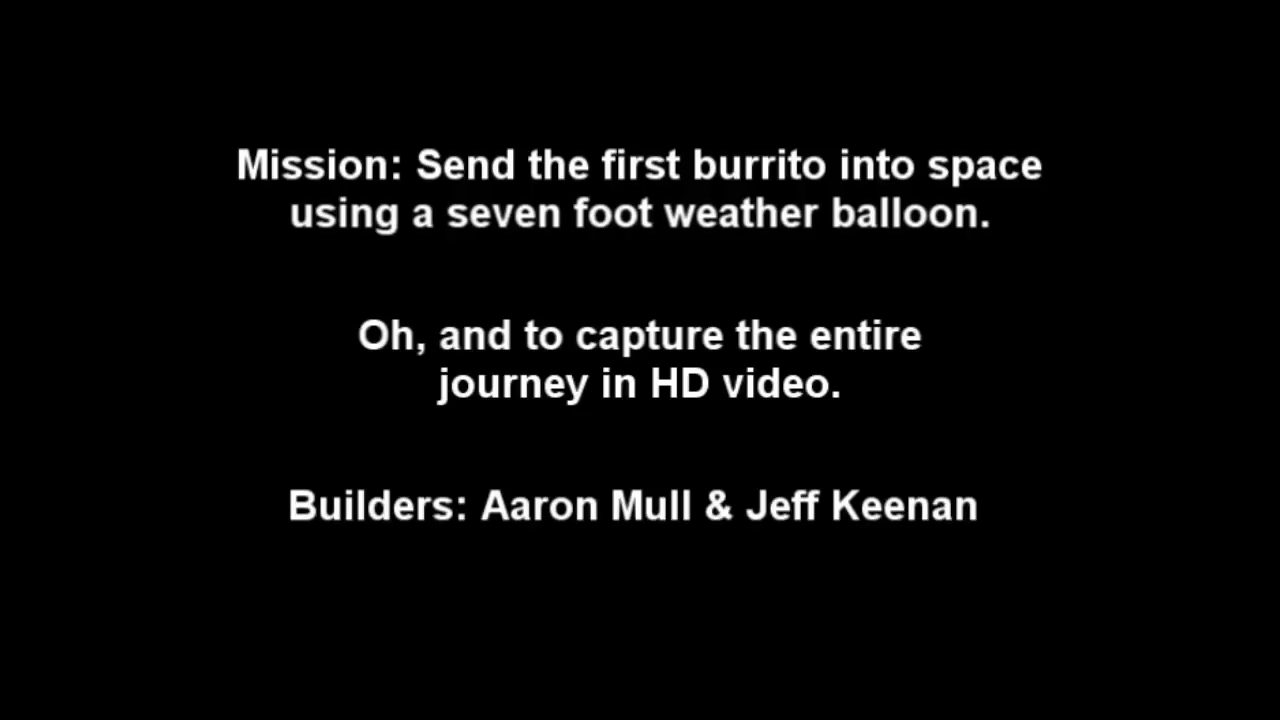 Mission: Send the first burrito into space
using a seven foot weather balloon.
Oh, and to capture the entire
journey in HD video.
Builders: Aaron Mull & Jeff Keenan